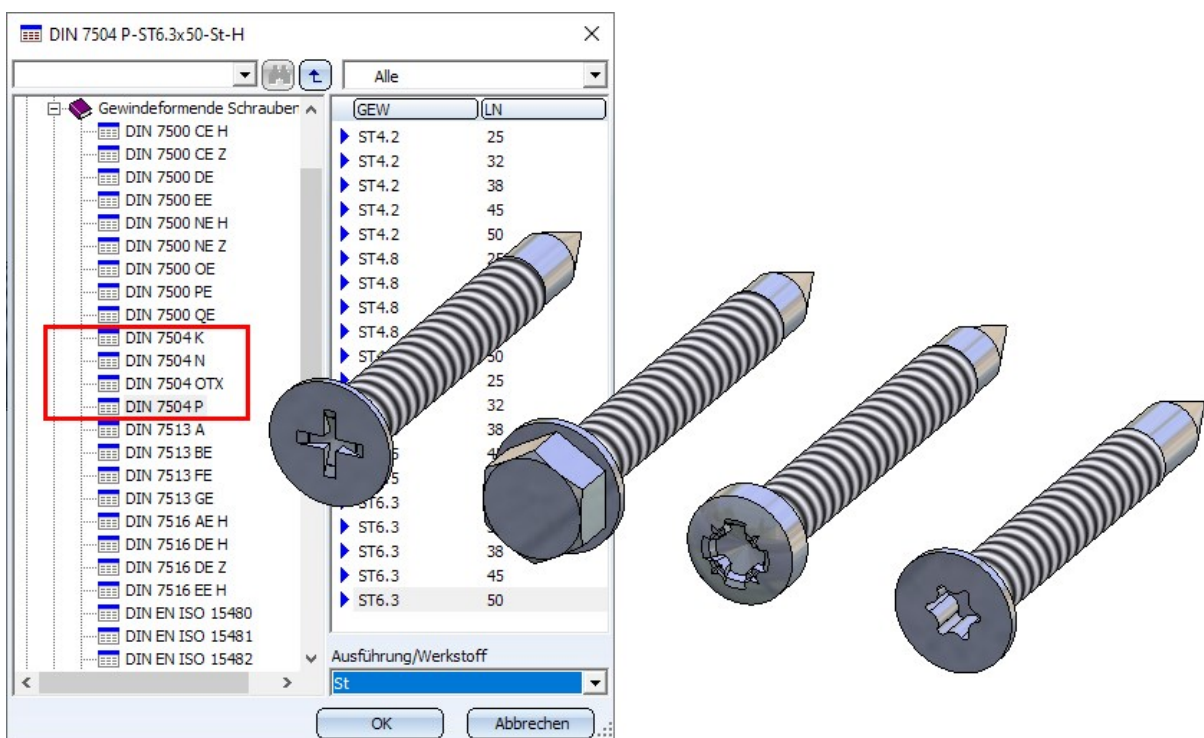 DIN 7504 P-ST6.3x50-St-H
Alle
Gewindeformende Schrauben
DIN 7500 CE H
DIN 7500 CE Z
DIN 7500 DE
DIN 7500 EE
DIN 7500 NE H
DIN 7500 NE Z
DIN 7500 OE
DIN 7500 PE
DIN 7500 QE
DIN 7504 K
DIN 7504 N
DIN 7504 OTX
DIN 7504 P
DIN 7513 A
DIN 7513 BE
DIN 7513 FE
DIN 7513 GE
DIN 7516 AE H
DIN 7516 DE H
DIN 7516 DE Z
DIN 7516 EE H
DIN EN ISO 15480
DIN EN ISO 15481
DIN EN ISO 15482
GEW LN
ST4.2 25
ST4.2 32
ST4.2 38
ST4.2 45
ST4.2 50
ST4.8 25
ST4.8
ST4.8
ST4.8
50
25
32
38
ST6.3
ST6.3
ST6.3 38
ST6.3 45
ST6.3 50
Ausführung/Werkstoff
St
OK Abbrechen